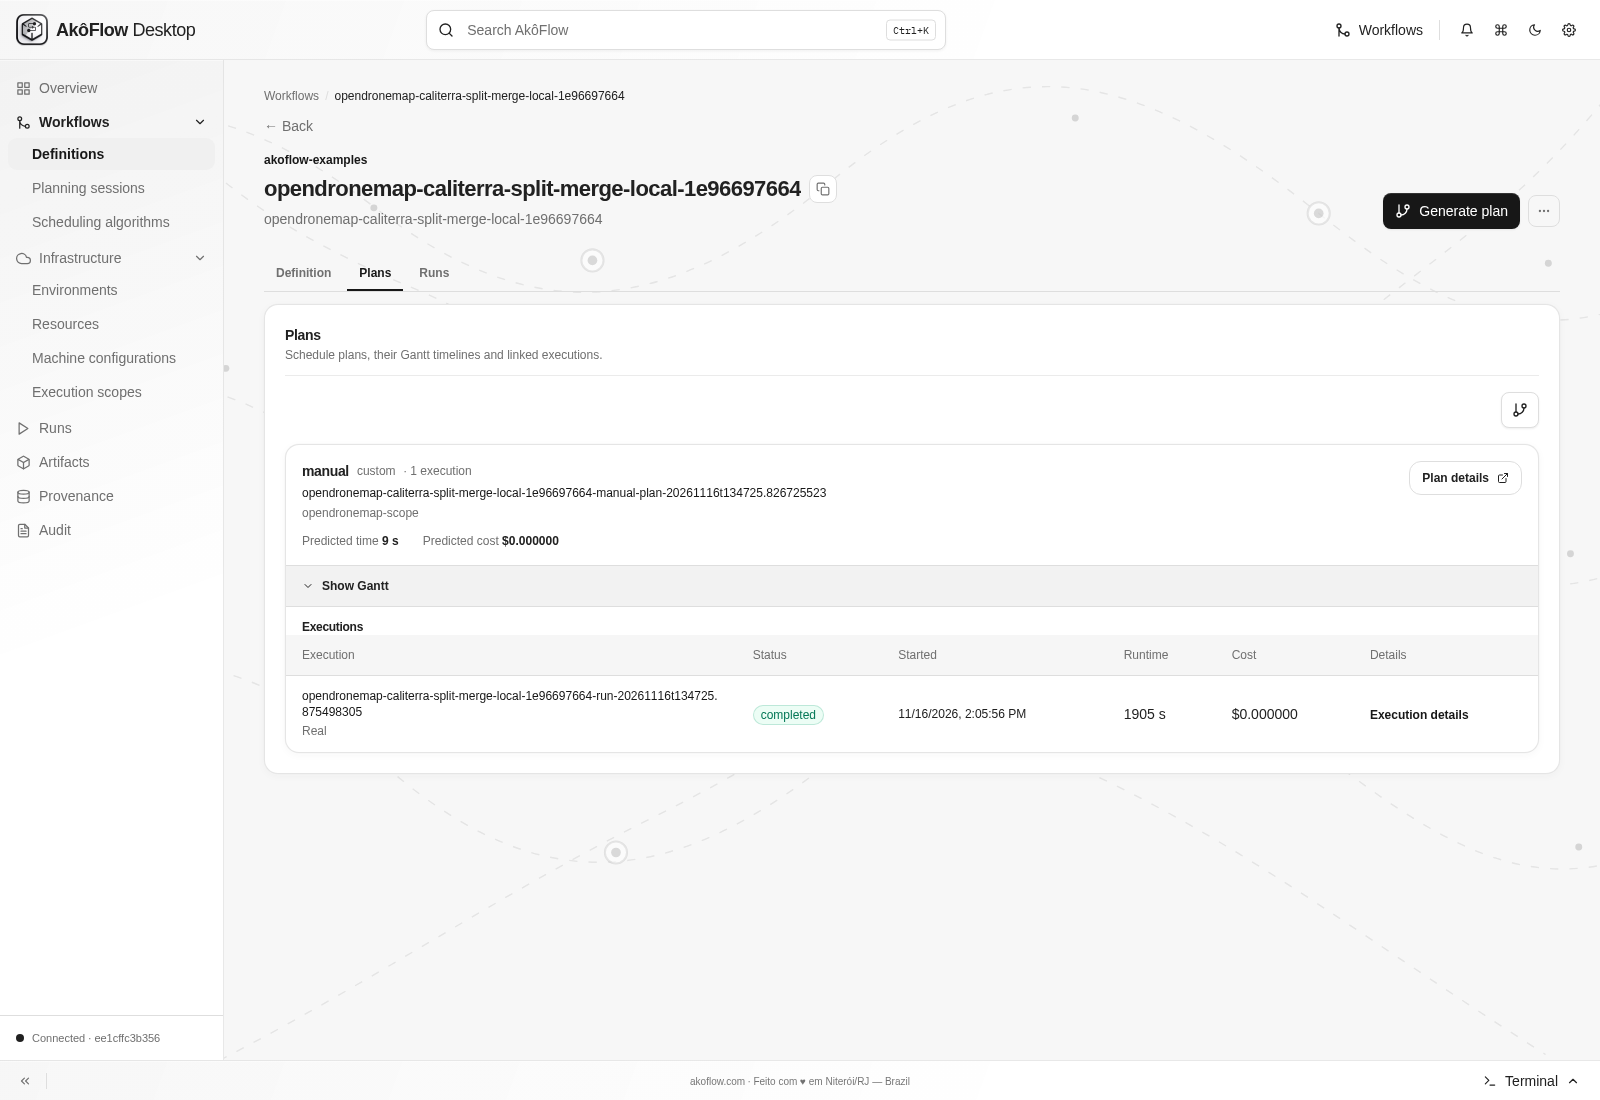 AkôFlow Desktop
Search AkôFlow
Ctrl+K
Workflows
Overview
Workflows
Definitions
Planning sessions
Scheduling algorithms
Infrastructure
Environments
Resources
Machine configurations
Execution scopes
Runs
Artifacts
Provenance
Audit
Connected · ee1cffc3b356
Workflows / opendronemap-caliterra-split-merge-local-1e96697664
← Back
akoflow-examples
opendronemap-caliterra-split-merge-local-1e96697664
opendronemap-caliterra-split-merge-local-1e96697664
Generate plan
Definition Plans Runs
Plans
Schedule plans, their Gantt timelines and linked executions.
manual custom · 1 execution
Plan details
opendronemap-caliterra-split-merge-local-1e96697664-manual-plan-20261116t134725.826725523
opendronemap-scope
Predicted time 9 s Predicted cost $0.000000
Show Gantt
Executions
Execution Status Started Runtime Cost Details
opendronemap-caliterra-split-merge-local-1e96697664-run-20261116t134725.
875498305
Real
completed 11/16/2026, 2:05:56 PM 1905 s $0.000000 Execution details
akoflow.com · Feito com ♥ em Niterói/RJ — Brazil
Terminal